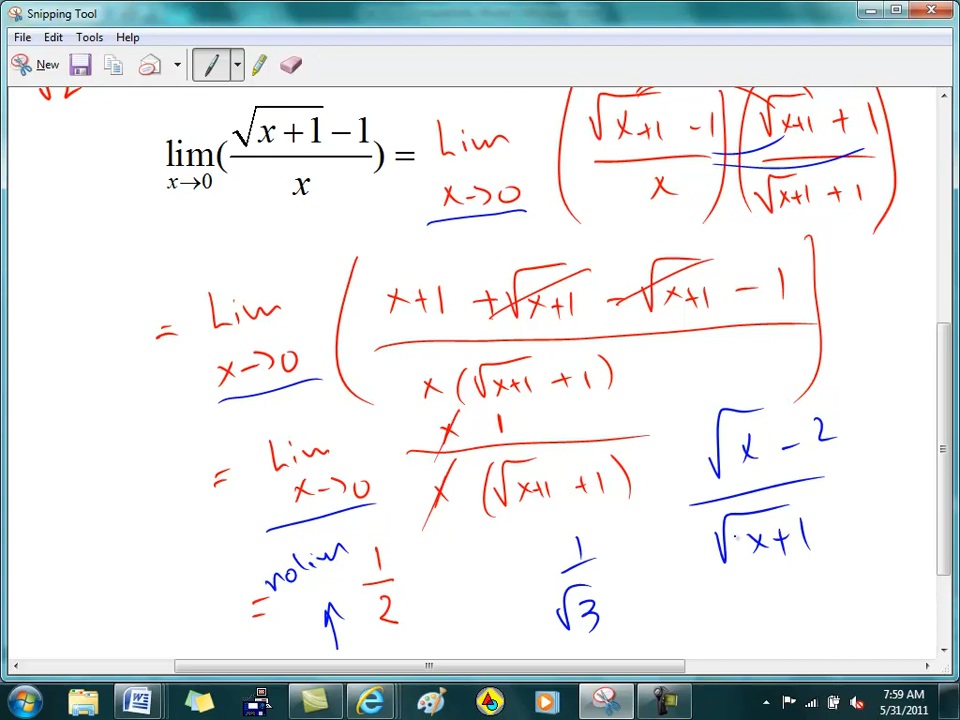 Snipping Tool
File Edit Tools Help
New
√2
lim x→0 ( (√(x+1) − 1) / x ) = Lim x→0 ( (√(x+1) − 1) / x ) ( (√(x+1) + 1) / (√(x+1) + 1) )
= Lim x→0 ( (x+1 + √(x+1) − √(x+1) − 1) / (x(√(x+1) + 1)) )
= Lim x→0 x 1 / (x (√(x+1) + 1))
√x − 2 / √x+1
= nolim 1/2
1/√3
7:59 AM
5/31/2011